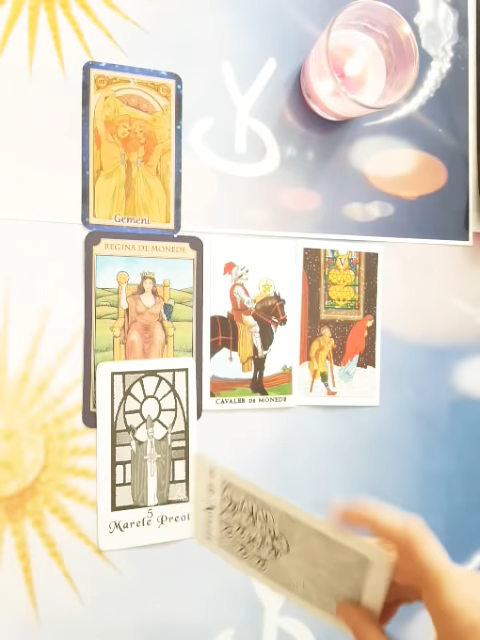 Gemeni
REGINA DE MONEDE
CAVALER DE MONEDE
V
5
Marele Preot